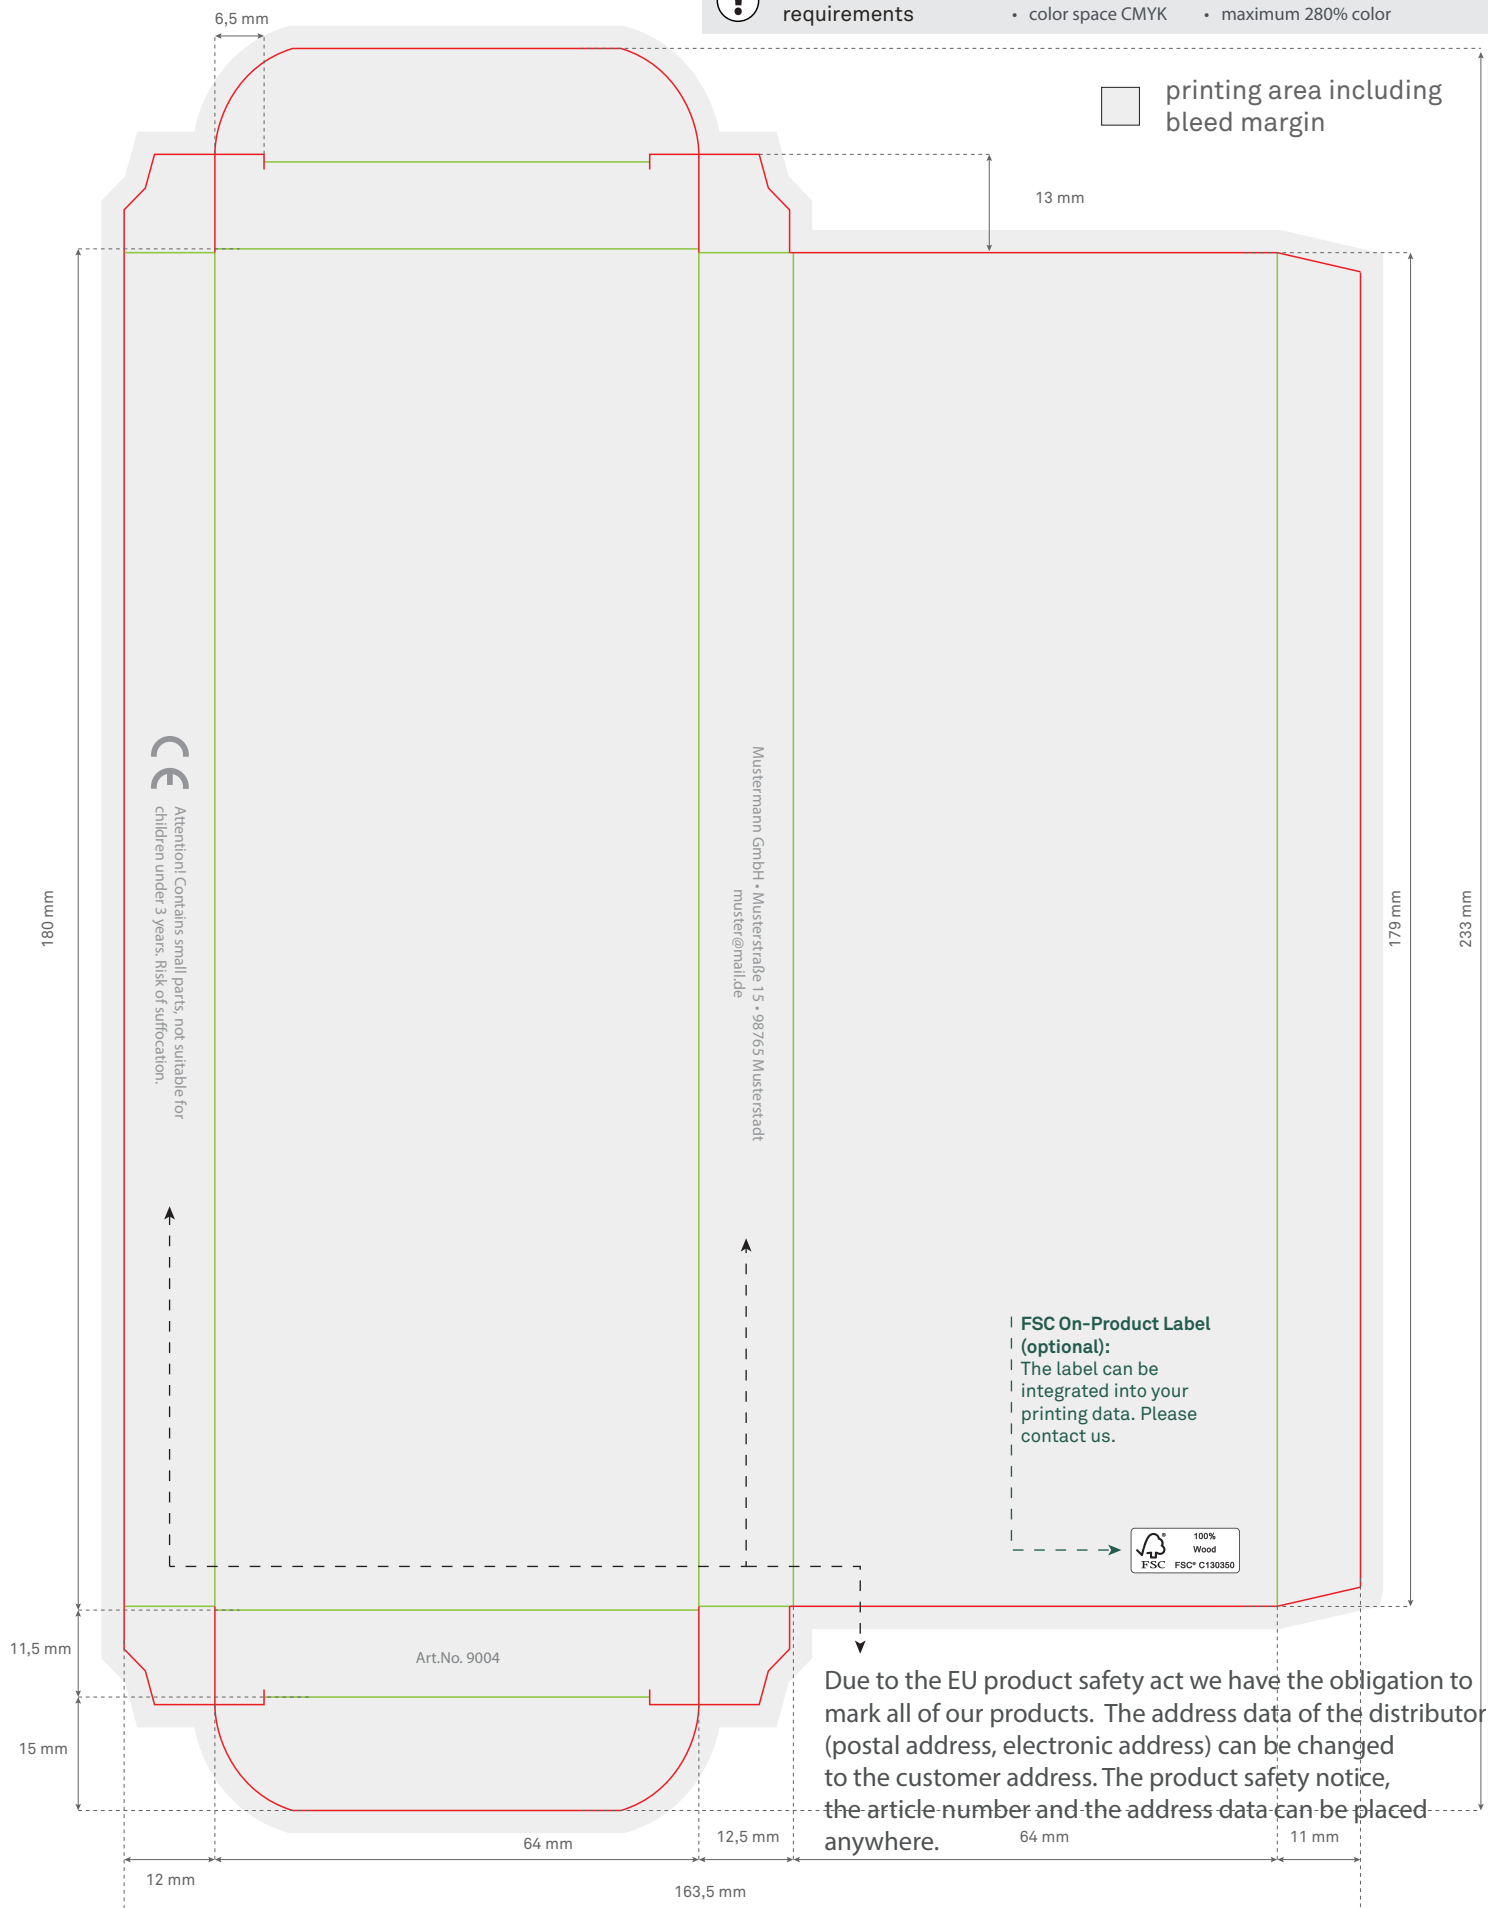 requirements
• color space CMYK
• maximum 280% color
6,5 mm
printing area including
bleed margin
13 mm
180 mm
CE
Attention! Contains small parts, not suitable for
children under 3 years. Risk of suffocation.
Mustermann GmbH • Musterstraße 15 • 98765 Musterstadt
muster@mail.de
179 mm
233 mm
FSC On-Product Label
(optional):
The label can be
integrated into your
printing data. Please
contact us.
FSC
100%
Wood
FSC® C130350
11,5 mm
Art.No. 9004
15 mm
Due to the EU product safety act we have the obligation to
mark all of our products. The address data of the distributor
(postal address, electronic address) can be changed
to the customer address. The product safety notice,
the article number and the address data can be placed
anywhere.
64 mm
12,5 mm
64 mm
11 mm
12 mm
163,5 mm